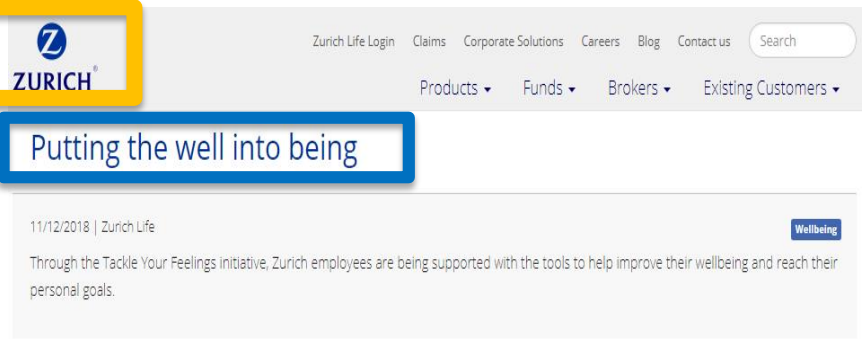 Z
ZURICH®
Zurich Life Login Claims Corporate Solutions Careers Blog Contact us Search
Products Funds Brokers Existing Customers
Putting the well into being
11/12/2018 | Zurich Life
Wellbeing
Through the Tackle Your Feelings initiative, Zurich employees are being supported with the tools to help improve their wellbeing and reach their
personal goals.